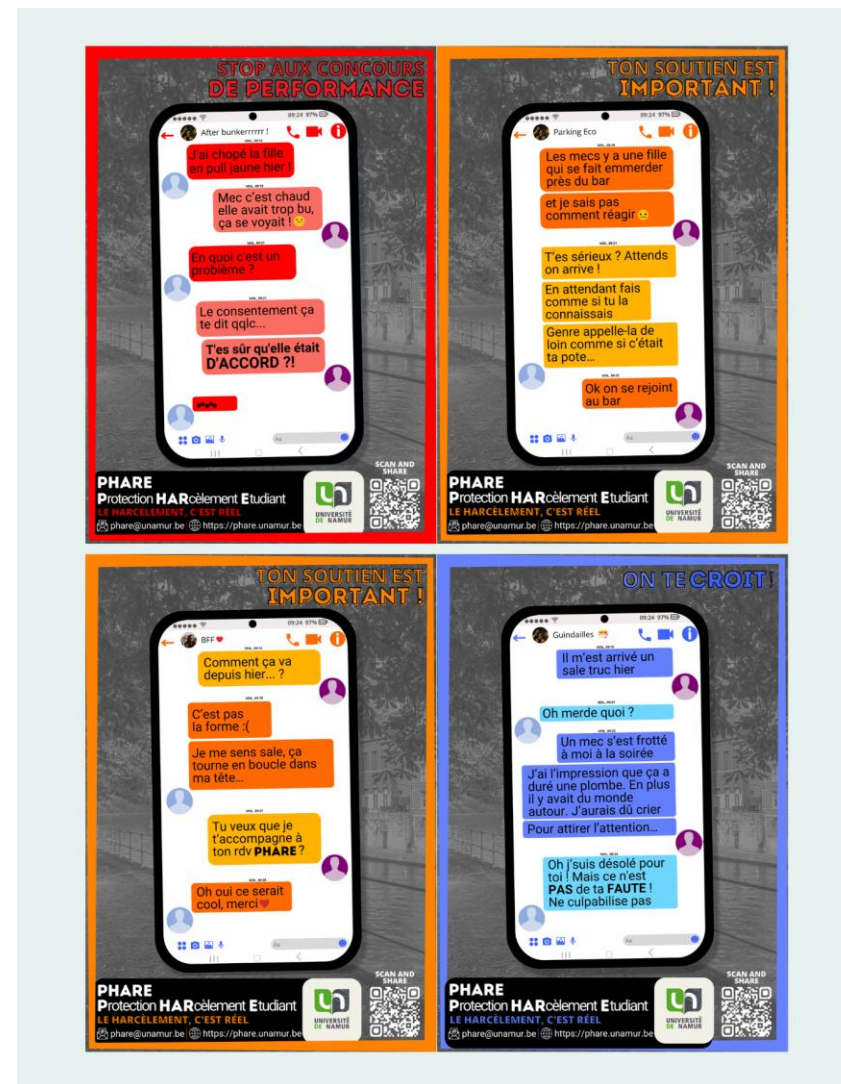 STOP AUX CONCOURS
DE PERFORMANCE
09:24 97%
After bunkerrrrrr !
J'ai chopé la fille
en pull jaune hier !
Mec c'est chaud
elle avait trop bu,
ça se voyait !
En quoi c'est un
problème ?
Le consentement ça
te dit qqlc...
T'es sûr qu'elle était
D'ACCORD ?!
Aa
SCAN AND
SHARE
PHARE
Protection HARcèlement Etudiant
LE HARCÈLEMENT, C'EST RÉEL
phare@unamur.be https://phare.unamur.be
UNIVERSITÉ
DE NAMUR
TON SOUTIEN EST
IMPORTANT !
09:24 97%
Parking Eco
Les mecs y a une fille
qui se fait emmerder
près du bar
et je sais pas
comment réagir
T'es sérieux ? Attends
on arrive !
En attendant fais
comme si tu la
connaissais
Genre appelle-la de
loin comme si c'était
ta pote...
Ok on se rejoint
au bar
Aa
SCAN AND
SHARE
PHARE
Protection HARcèlement Etudiant
LE HARCÈLEMENT, C'EST RÉEL
phare@unamur.be https://phare.unamur.be
UNIVERSITÉ
DE NAMUR
TON SOUTIEN EST
IMPORTANT !
09:24 97%
BFF
Comment ça va
depuis hier... ?
C'est pas
la forme :(
Je me sens sale, ça
tourne en boucle dans
ma tête...
Tu veux que je
t'accompagne à
ton rdv PHARE ?
Oh oui ce serait
cool, merci
Aa
SCAN AND
SHARE
PHARE
Protection HARcèlement Etudiant
LE HARCÈLEMENT, C'EST RÉEL
phare@unamur.be https://phare.unamur.be
UNIVERSITÉ
DE NAMUR
ON TE CROIT !
09:24 97%
Guindailles
Il m'est arrivé un
sale truc hier
Oh merde quoi ?
Un mec s'est frotté
à moi à la soirée
J'ai l'impression que ça a
duré une plombe. En plus
il y avait du monde
autour. J'aurais dû crier
Pour attirer l'attention...
Oh j'suis désolé pour
toi ! Mais ce n'est
PAS de ta FAUTE !
Ne culpabilise pas
Aa
SCAN AND
SHARE
PHARE
Protection HARcèlement Etudiant
LE HARCÈLEMENT, C'EST RÉEL
phare@unamur.be https://phare.unamur.be
UNIVERSITÉ
DE NAMUR